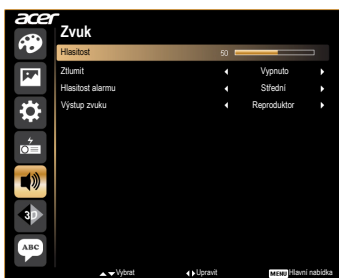 acer
Zvuk
Hlasitost 50
Ztlumit Vypnuto
Hlasitost alarmu Střední
Výstup zvuku Reproduktor
3D
ABC
Vybrat Upravit MENU Hlavní nabídka